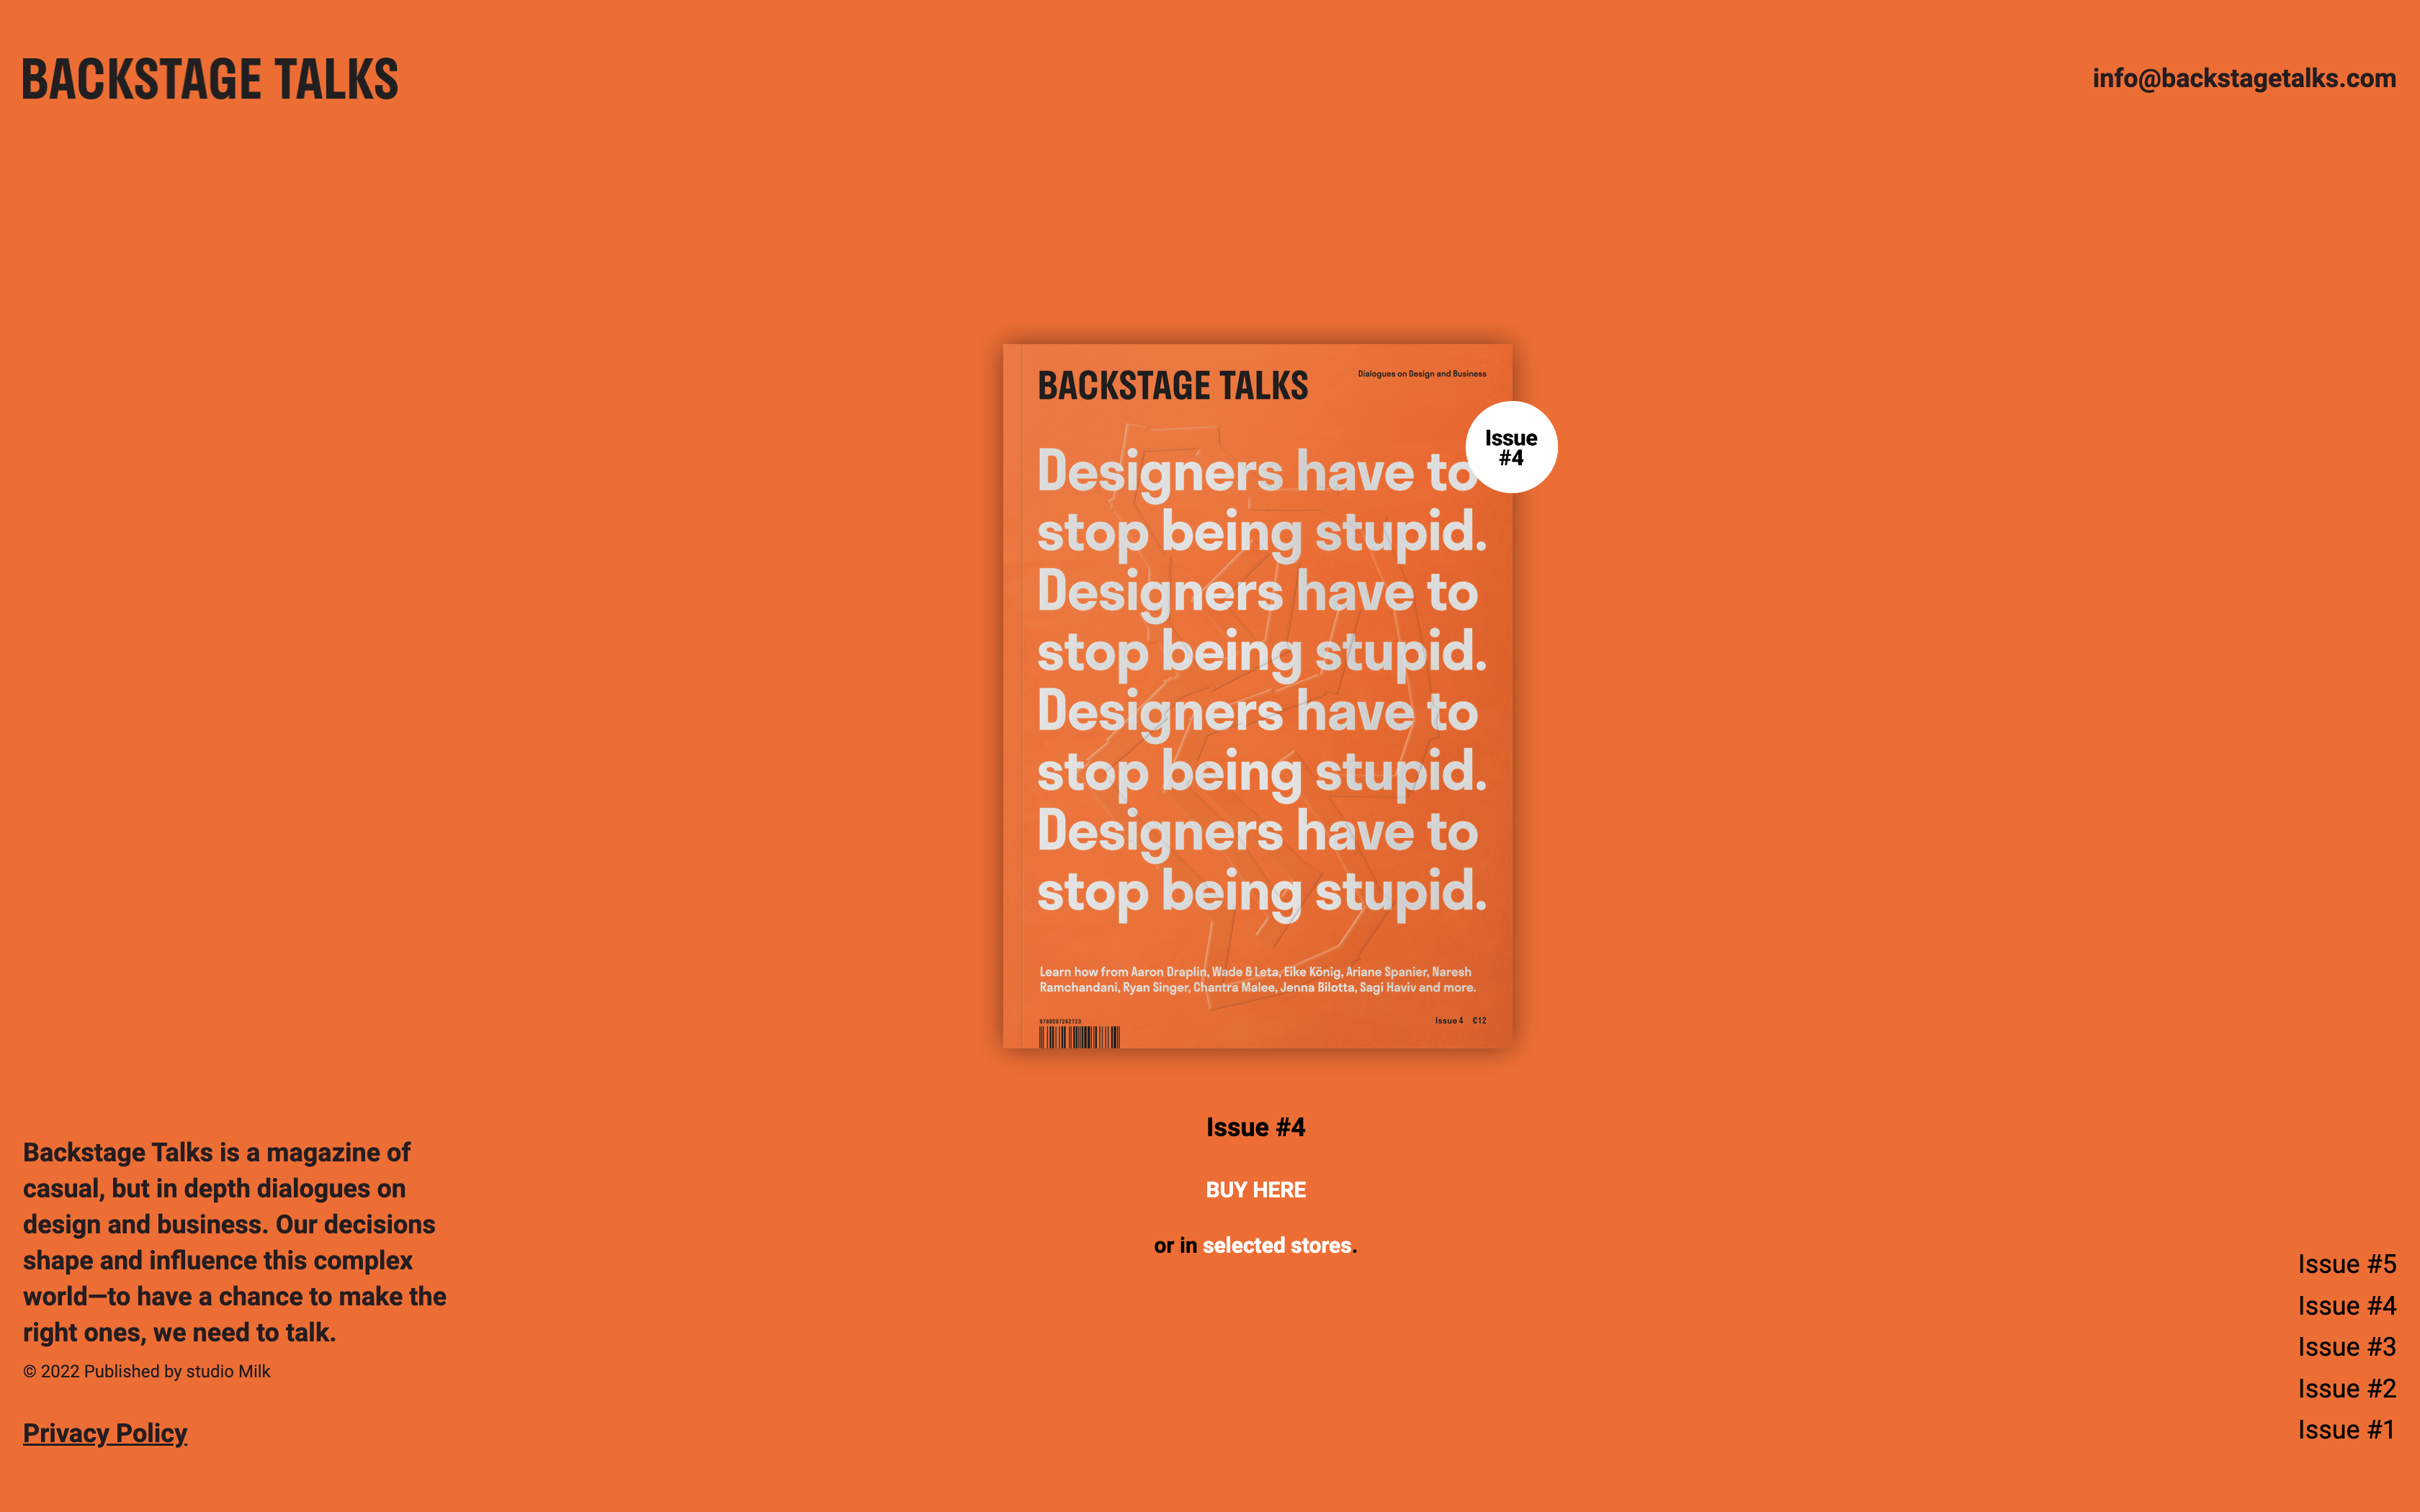 BACKSTAGE TALKS
info@backstagetalks.com
BACKSTAGE TALKS
Dialogues on Design and Business
Issue
#4
Designers have to
stop being stupid.
Designers have to
stop being stupid.
Designers have to
stop being stupid.
Designers have to
stop being stupid.
Learn how from Aaron Draplin, Wade & Leta, Eike König, Ariane Spanier, Naresh
Ramchandani, Ryan Singer, Chantra Malee, Jenna Bilotta, Sagi Haviv and more.
Issue 4 €12
Issue #4
BUY HERE
or in selected stores.
Backstage Talks is a magazine of
casual, but in depth dialogues on
design and business. Our decisions
shape and influence this complex
world—to have a chance to make the
right ones, we need to talk.
© 2022 Published by studio Milk
Privacy Policy
Issue #5
Issue #4
Issue #3
Issue #2
Issue #1